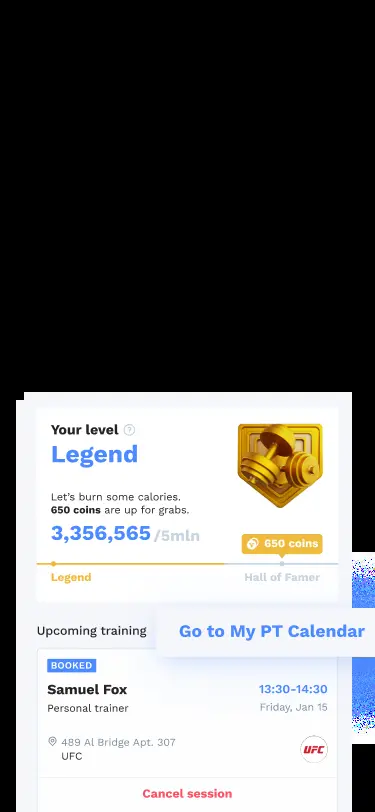 Your level ?
Legend
Let's burn some calories.
650 coins are up for grabs.
3,356,565/5mln
650 coins
Legend Hall of Famer
Upcoming training Go to My PT Calendar
BOOKED
Samuel Fox 13:30-14:30
Personal trainer Friday, Jan 15
489 Al Bridge Apt. 307
UFC UFC
Cancel session